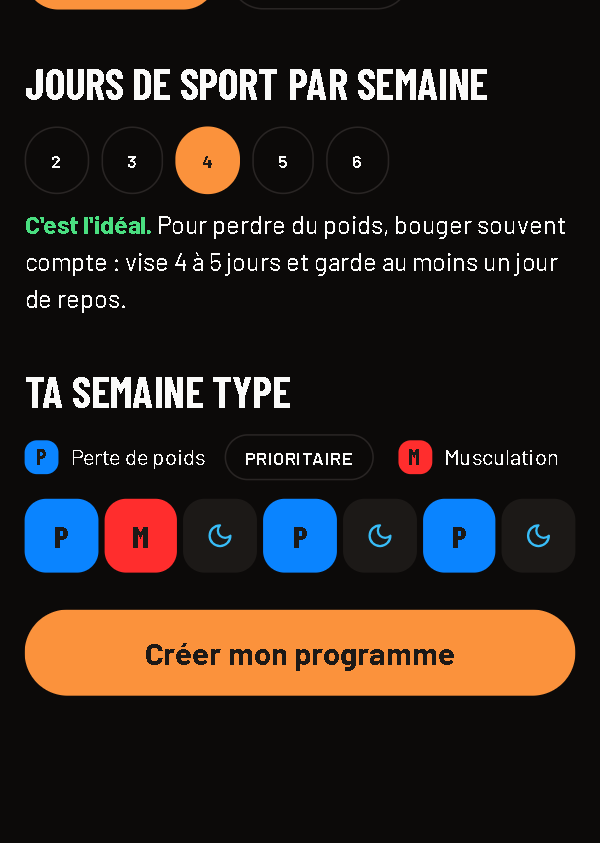 JOURS DE SPORT PAR SEMAINE
2 3 4 5 6
C'est l'idéal. Pour perdre du poids, bouger souvent
compte : vise 4 à 5 jours et garde au moins un jour
de repos.
TA SEMAINE TYPE
P Perte de poids PRIORITAIRE M Musculation
P M P P
Créer mon programme